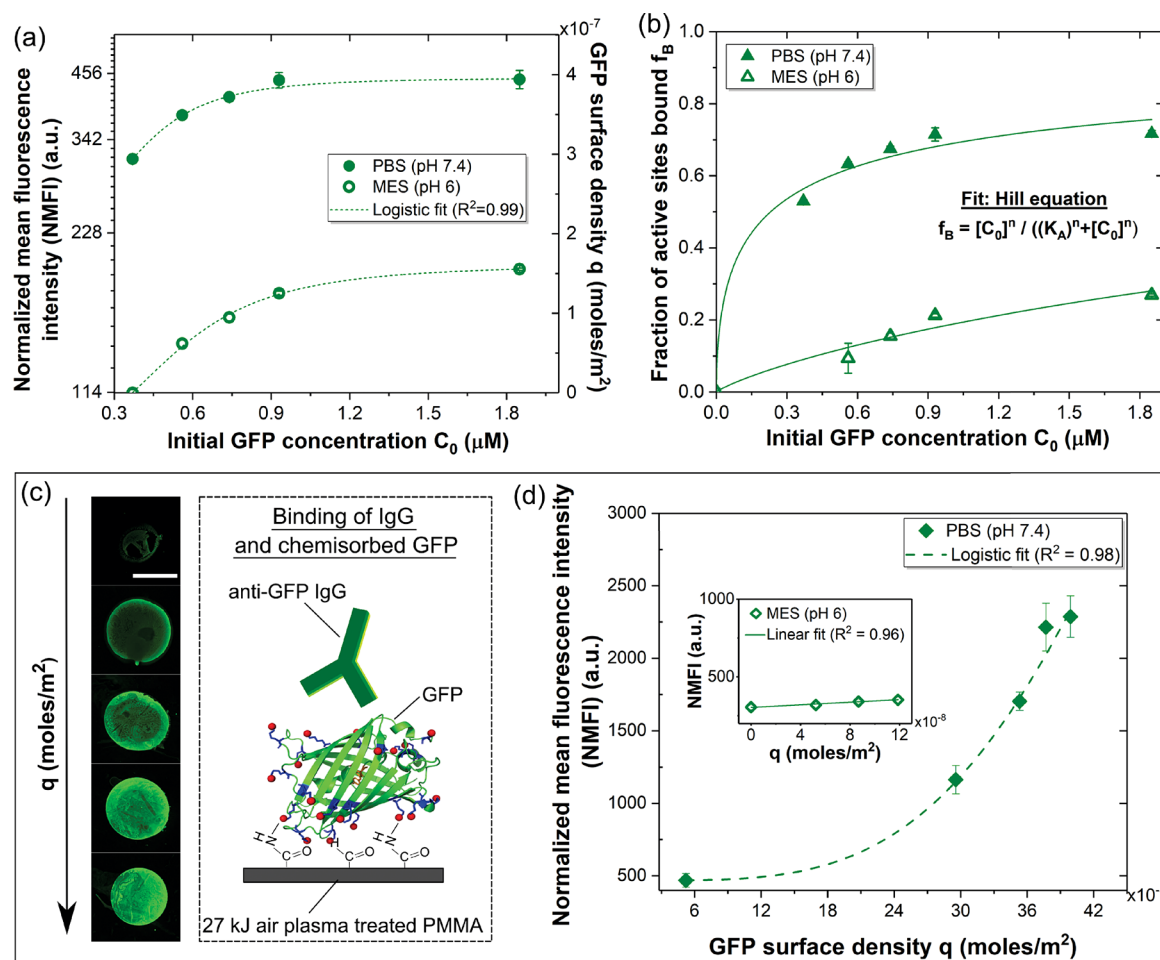 (a)
x10-7
Normalized mean fluorescence
intensity (NMFI) (a.u.)
456
342
228
114
PBS (pH 7.4)
MES (pH 6)
Logistic fit (R2=0.99)
4
3
2
1
0
GFP surface density q (moles/m2)
0.3
0.6
0.9
1.2
1.5
1.8
Initial GFP concentration C0 (μM)
(b)
Fraction of active sites bound fB
1.0
0.8
0.6
0.4
0.2
0.0
PBS (pH 7.4)
MES (pH 6)
Fit: Hill equation
fB = [C0]n / ((KA)n+[C0]n)
0.0
0.3
0.6
0.9
1.2
1.5
1.8
Initial GFP concentration C0 (μM)
(c)
q (moles/m2)
Binding of IgG
and chemisorbed GFP
anti-GFP IgG
GFP
H
N
C
O
H
C
O
H
N
C
O
27 kJ air plasma treated PMMA
(d)
Normalized mean fluorescence intensity
(NMFI) (a.u.)
3000
2500
2250
1750
1500
1000
500
PBS (pH 7.4)
Logistic fit (R2 = 0.98)
NMFI (a.u.)
1000
500
MES (pH 6)
Linear fit (R2 = 0.96)
0
4
8
12
x10-8
q (moles/m2)
6
12
18
24
30
36
42
GFP surface density q (moles/m2)